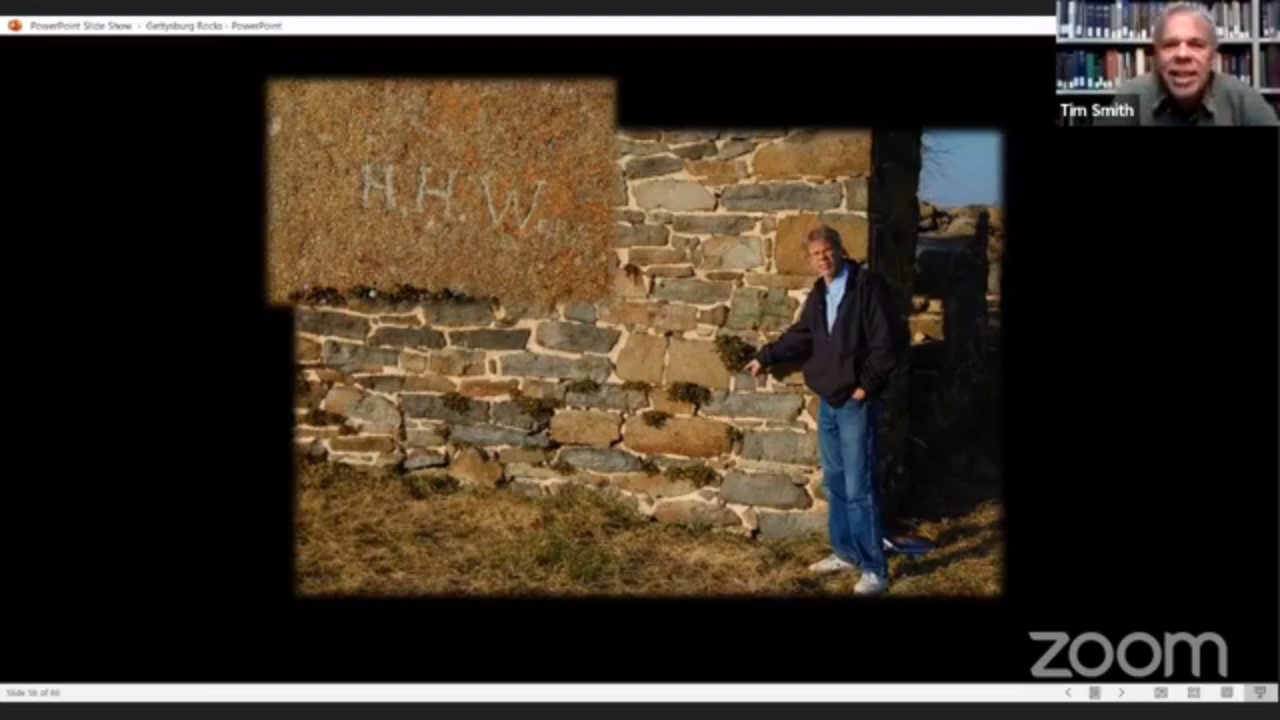 PowerPoint Slide Show - Gettysburg Rocks - PowerPoint
Tim Smith
H.H.W.
zoom